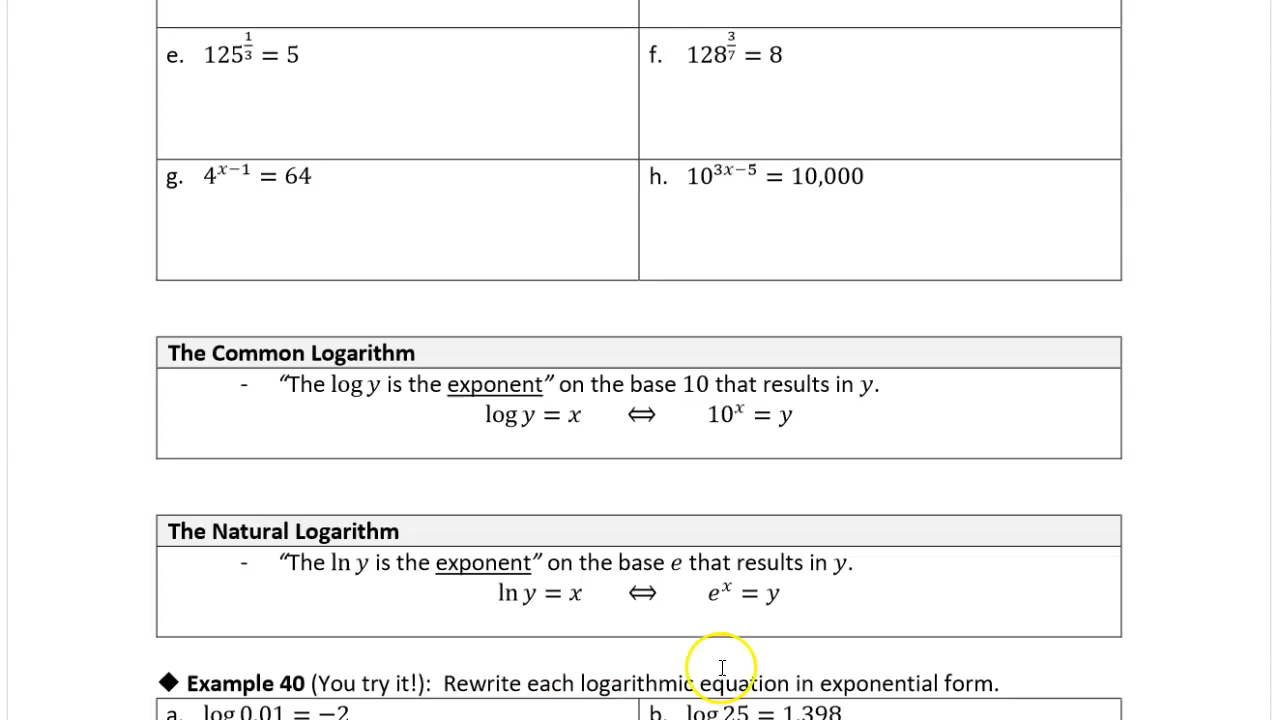 e. 125^(1/3) = 5
f. 128^(3/7) = 8
g. 4^(x−1) = 64
h. 10^(3x−5) = 10,000
The Common Logarithm
- “The log y is the exponent” on the base 10 that results in y.
log y = x ⇔ 10^x = y
The Natural Logarithm
- “The ln y is the exponent” on the base e that results in y.
ln y = x ⇔ e^x = y
◆ Example 40 (You try it!): Rewrite each logarithmic equation in exponential form.
a. log 0.01 = −2
b. log 25 = 1.398